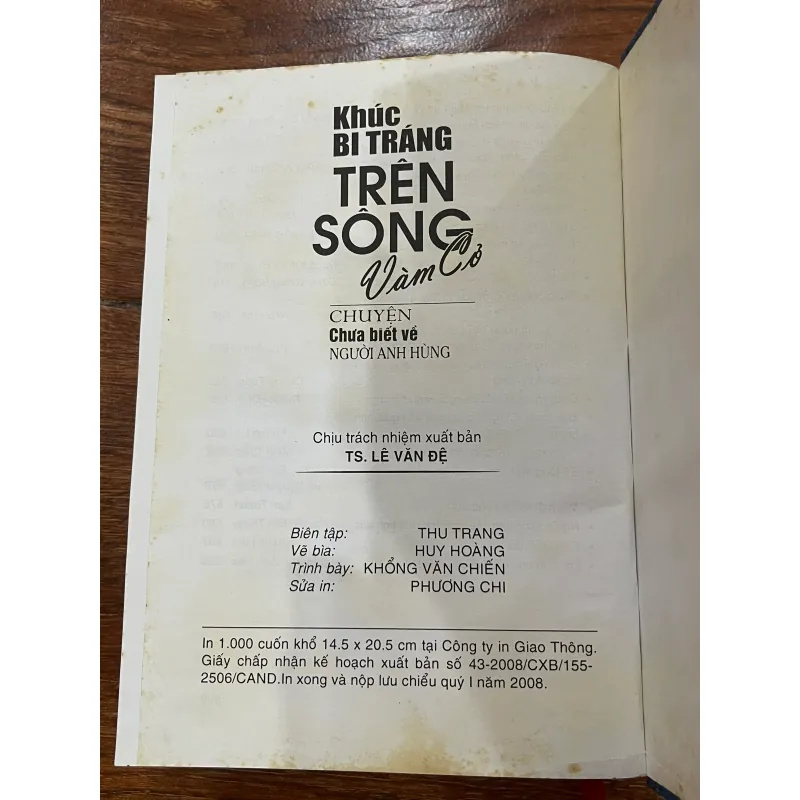 Khúc
BI TRÁNG
TRÊN
SÔNG
Vàm Cỏ
CHUYỆN
Chưa biết về
NGƯỜI ANH HÙNG
Chịu trách nhiệm xuất bản
TS. LÊ VĂN ĐỆ
Biên tập: THU TRANG
Vẽ bìa: HUY HOÀNG
Trình bày: KHỔNG VĂN CHIẾN
Sửa in: PHƯƠNG CHI
In 1.000 cuốn khổ 14.5 x 20.5 cm tại Công ty in Giao Thông.
Giấy chấp nhận kế hoạch xuất bản số 43-2008/CXB/155-
2506/CAND.In xong và nộp lưu chiểu quý I năm 2008.